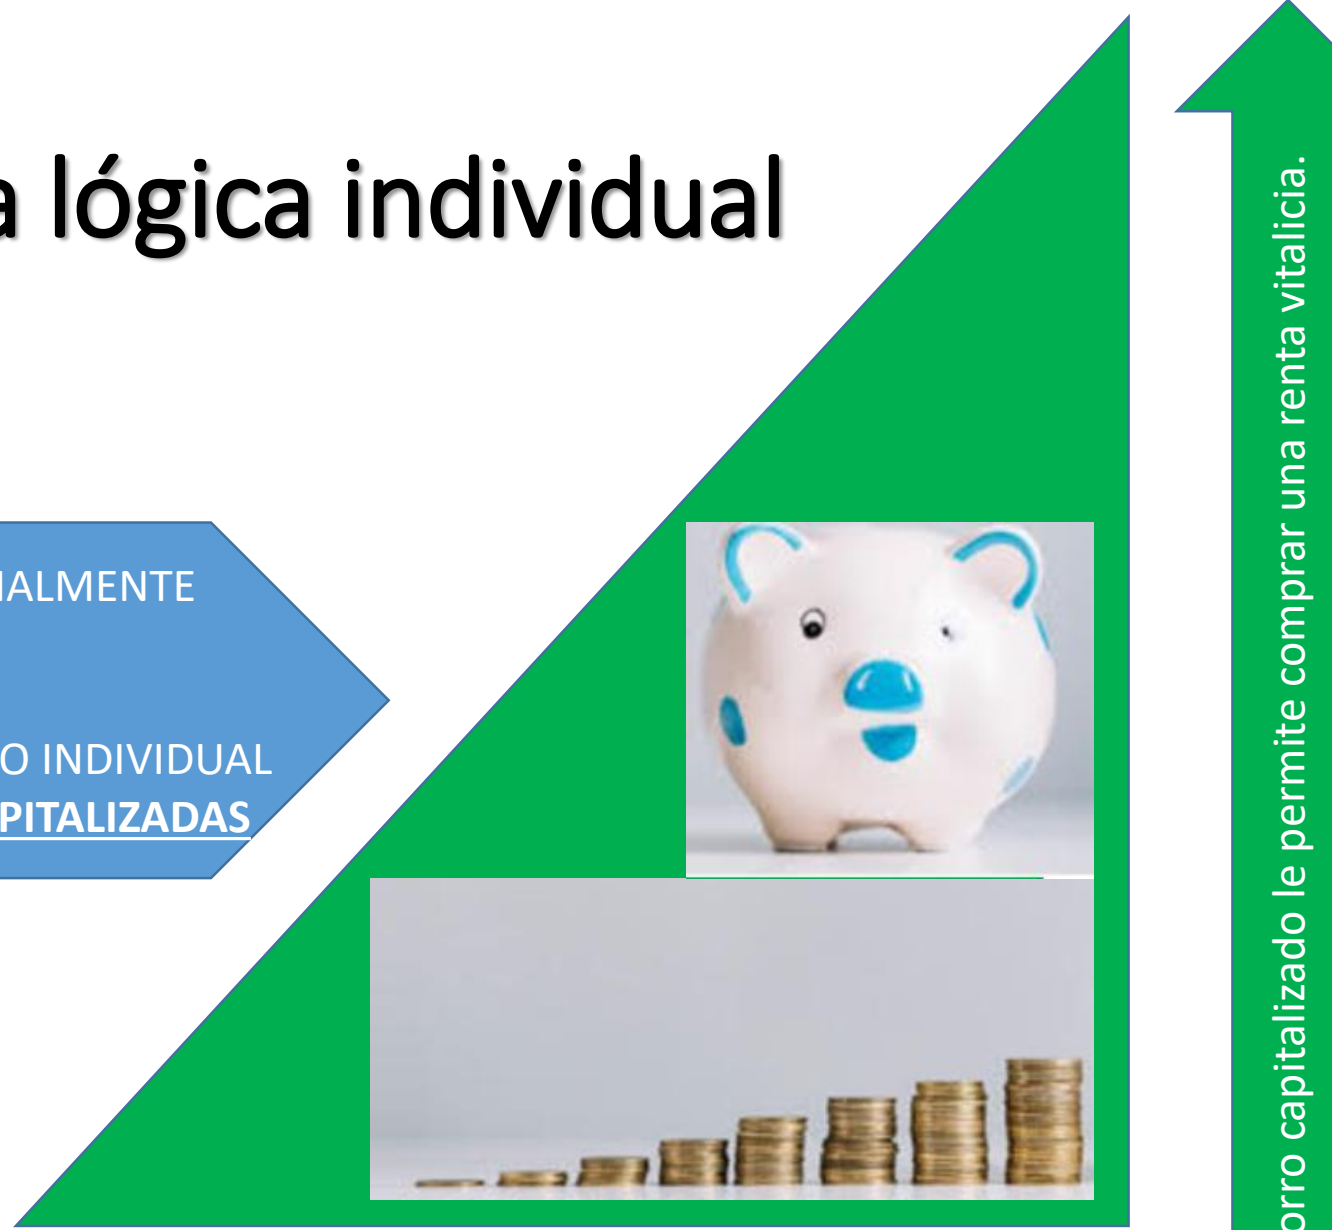 a lógica individual
IALMENTE
O INDIVIDUAL
PITALIZADAS
orro capitalizado le permite comprar una renta vitalicia.